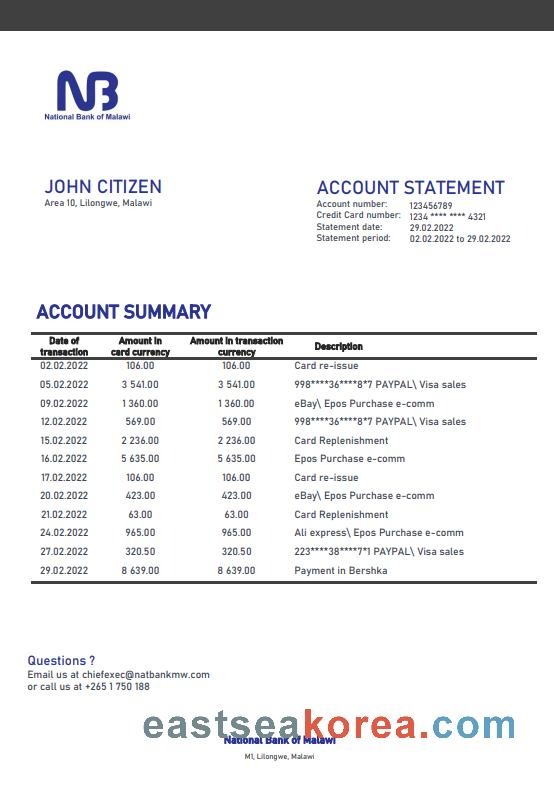 NB
National Bank of Malawi
JOHN CITIZEN
Area 10, Lilongwe, Malawi
ACCOUNT STATEMENT
Account number: 123456789
Credit Card number: 1234 **** **** 4321
Statement date: 29.02.2022
Statement period: 02.02.2022 to 29.02.2022
ACCOUNT SUMMARY
Date of transaction Amount in card currency Amount in transaction currency Description
02.02.2022 106.00 106.00 Card re-issue
05.02.2022 3 541.00 3 541.00 998****36****8*7 PAYPAL\ Visa sales
09.02.2022 1 360.00 1 360.00 eBay\ Epos Purchase e-comm
12.02.2022 569.00 569.00 998****36****8*7 PAYPAL\ Visa sales
15.02.2022 2 236.00 2 236.00 Card Replenishment
16.02.2022 5 635.00 5 635.00 Epos Purchase e-comm
17.02.2022 106.00 106.00 Card re-issue
20.02.2022 423.00 423.00 eBay\ Epos Purchase e-comm
21.02.2022 63.00 63.00 Card Replenishment
24.02.2022 965.00 965.00 Ali express\ Epos Purchase e-comm
27.02.2022 320.50 320.50 223****38****7*1 PAYPAL\ Visa sales
29.02.2022 8 639.00 8 639.00 Payment in Bershka
Questions ?
Email us at chiefexec@natbankmw.com
or call us at +265 1 750 188
eastseakorea.com
National Bank of Malawi
M1, Lilongwe, Malawi